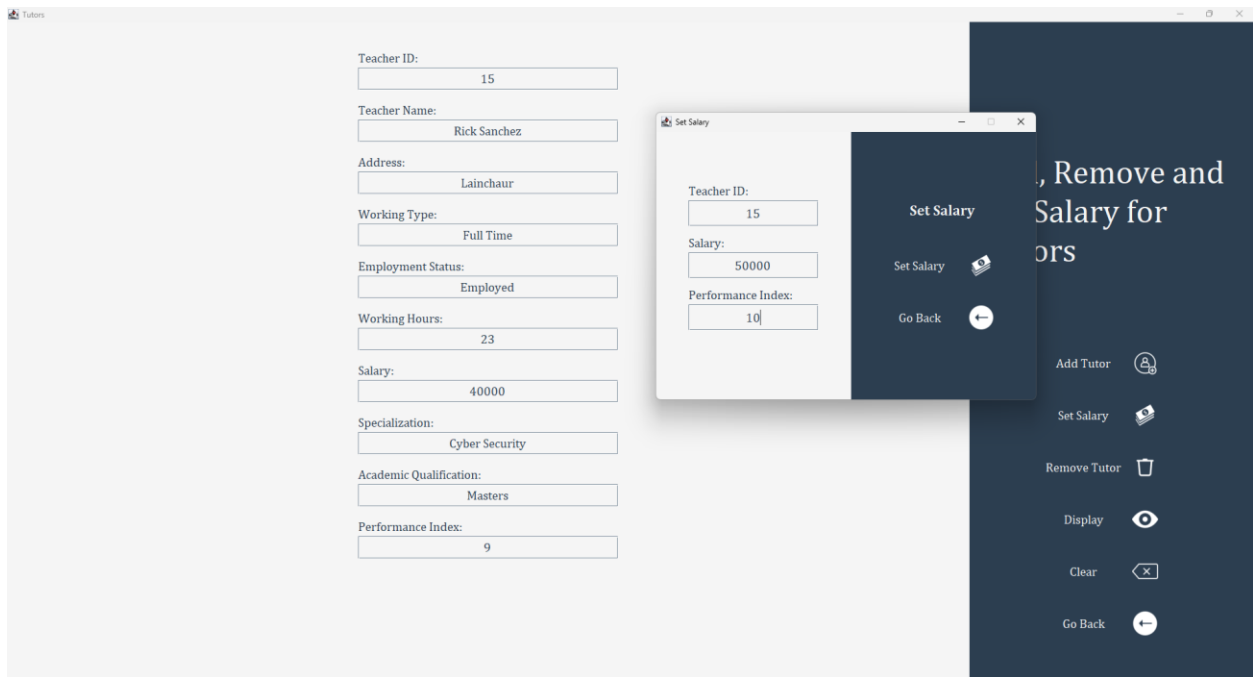 Tutors
Teacher ID:
15
Teacher Name:
Rick Sanchez
Address:
Lainchaur
Working Type:
Full Time
Employment Status:
Employed
Working Hours:
23
Salary:
40000
Specialization:
Cyber Security
Academic Qualification:
Masters
Performance Index:
9
Set Salary
Teacher ID:
15
Salary:
50000
Performance Index:
10
Set Salary
Set Salary
Go Back
, Remove and
Salary for
ors
Add Tutor
Set Salary
Remove Tutor
Display
Clear
Go Back